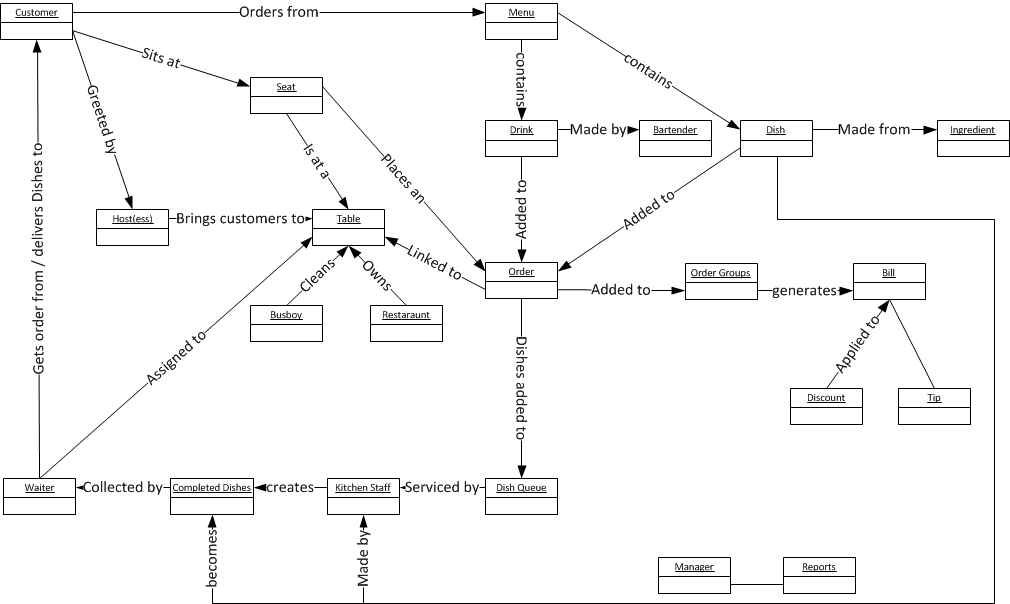 Customer
Orders from
Menu
Sits at
contains
contains
Seat
Greeted by
Drink
Made by
Bartender
Dish
Made from
Ingredient
Is at a
Places an
Added to
Added to
Host(ess)
Brings customers to
Table
Gets order from / delivers Dishes to
Linked to
Order
Added to
Order Groups
generates
Bill
Cleans
Owns
Busboy
Restaraunt
Assigned to
Dishes added to
Applied to
Discount
Tip
Waiter
Collected by
Completed Dishes
creates
Kitchen Staff
Serviced by
Dish Queue
becomes
Made by
Manager
Reports